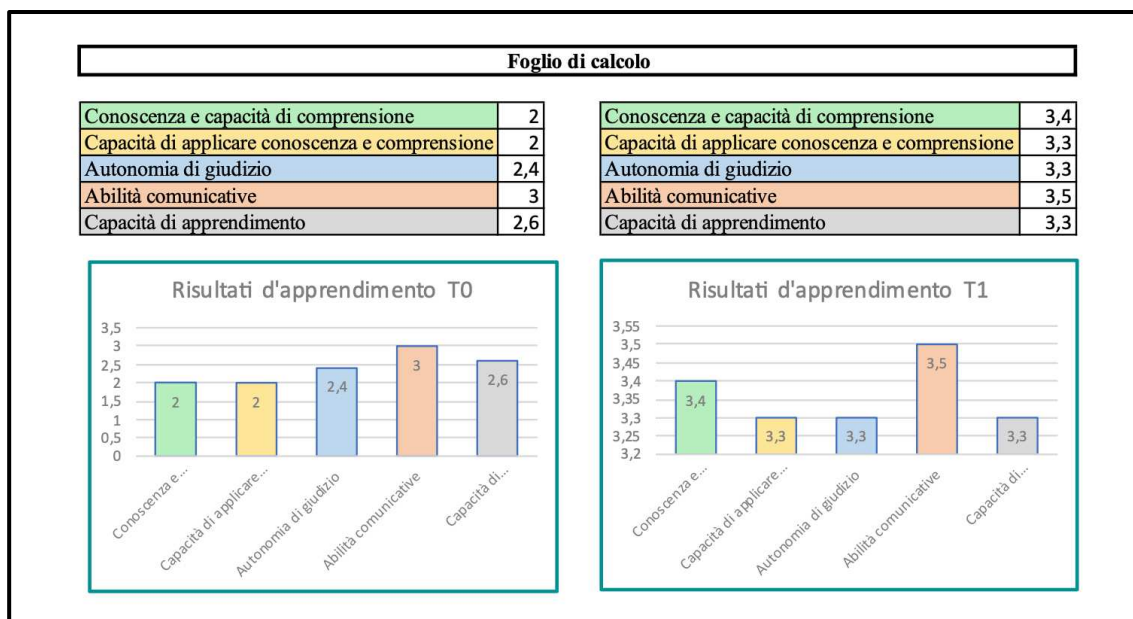 Foglio di calcolo
Conoscenza e capacità di comprensione 2
Capacità di applicare conoscenza e comprensione 2
Autonomia di giudizio 2,4
Abilità comunicative 3
Capacità di apprendimento 2,6
Conoscenza e capacità di comprensione 3,4
Capacità di applicare conoscenza e comprensione 3,3
Autonomia di giudizio 3,3
Abilità comunicative 3,5
Capacità di apprendimento 3,3
Risultati d'apprendimento T0
3,5
3
2,5
2
1,5
1
0,5
0
2
2
2,4
3
2,6
Conoscenza e...
Capacità di applicare...
Autonomia di giudizio
Abilità comunicative
Capacità di...
Risultati d'apprendimento T1
3,55
3,5
3,45
3,4
3,35
3,3
3,25
3,2
3,4
3,3
3,3
3,5
3,3
Conoscenza e...
Capacità di applicare...
Autonomia di giudizio
Abilità comunicative
Capacità di...